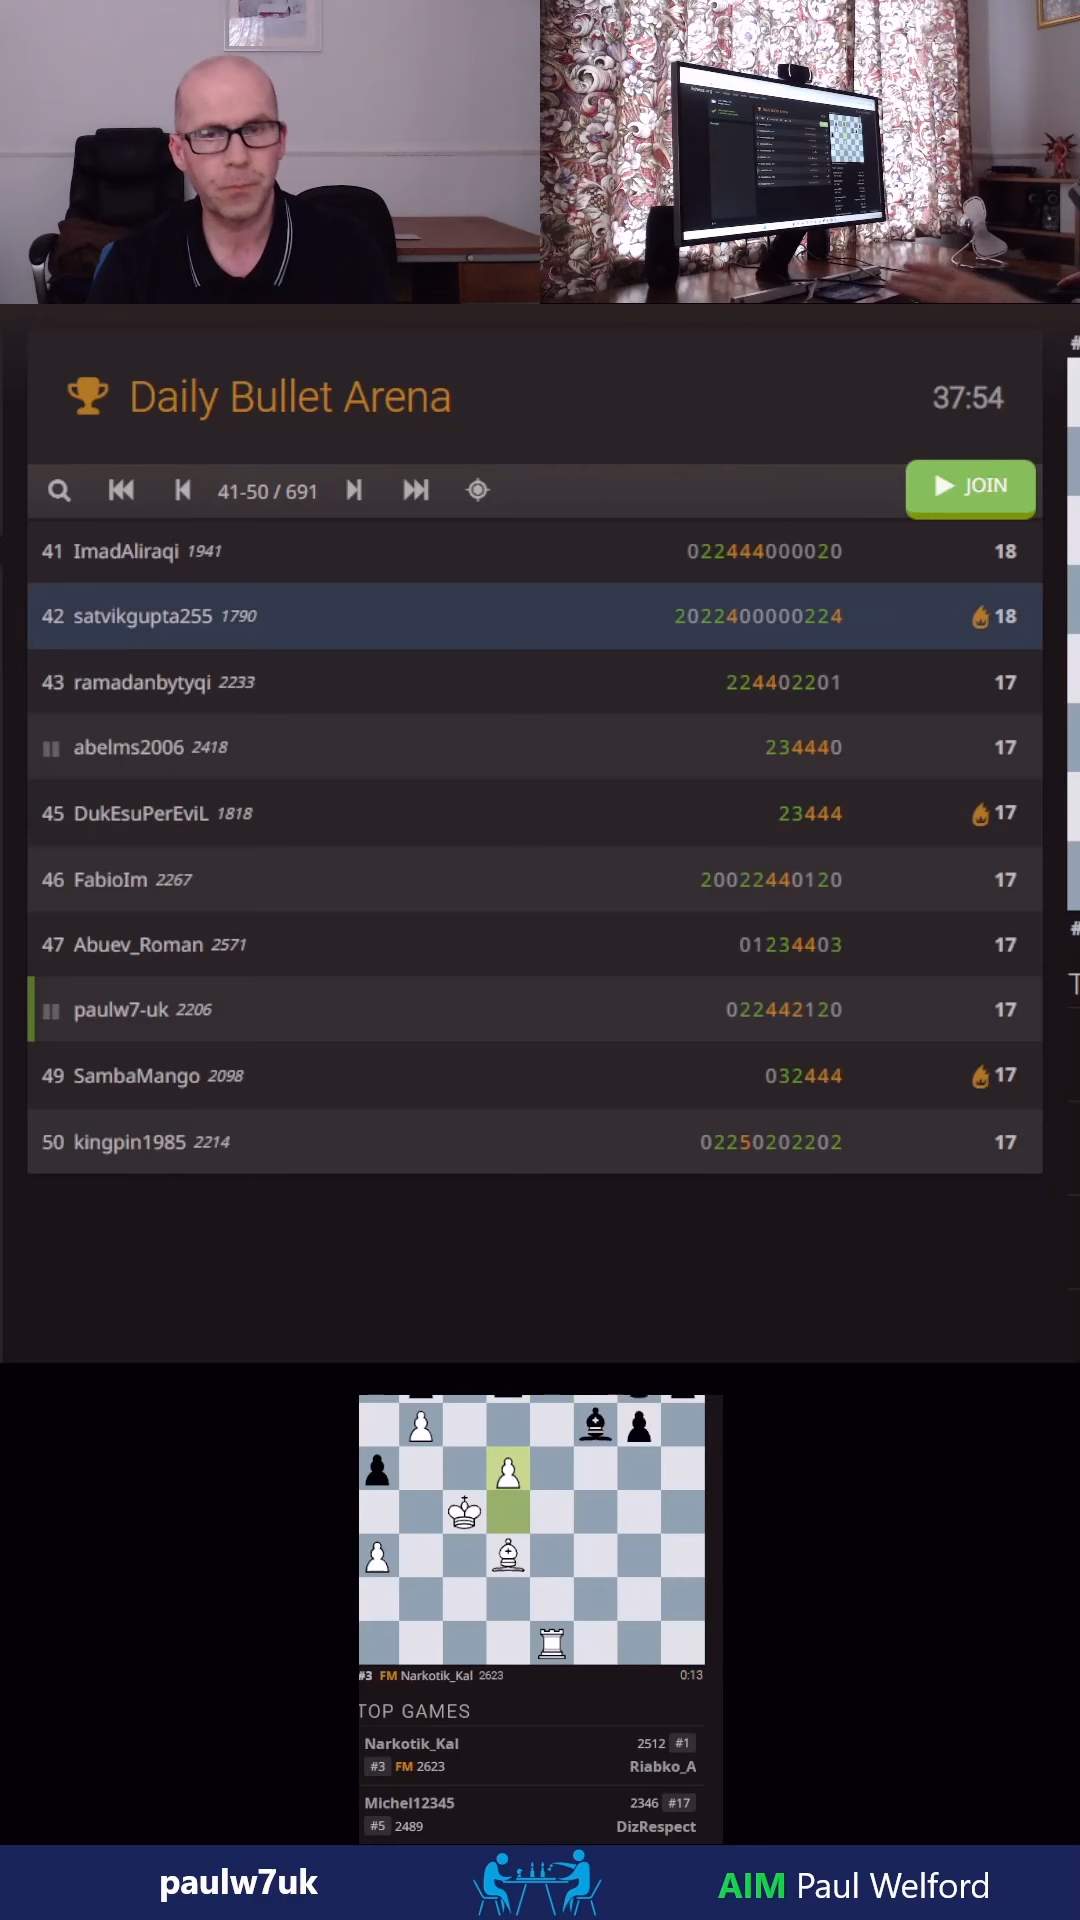 Daily Bullet Arena 37:54
41-50 / 691 JOIN
41 ImadAliraqi 1941 022444000020 18
42 satvikgupta255 1790 2022400000224 18
43 ramadanbytyqi 2233 224402201 17
abelms2006 2418 234440 17
45 DukEsuPerEviL 1818 23444 17
46 FabioIm 2267 20022440120 17
47 Abuev_Roman 2571 01234403 17
paulw7-uk 2206 022442120 17
49 SambaMango 2098 032444 17
50 kingpin1985 2214 02250202202 17
#3 FM Narkotik_Kal 2623 0:13
TOP GAMES
Narkotik_Kal 2512 #1
#3 FM 2623 Riabko_A
Michel12345 2346 #17
#5 2489 DizRespect
paulw7uk AIM Paul Welford